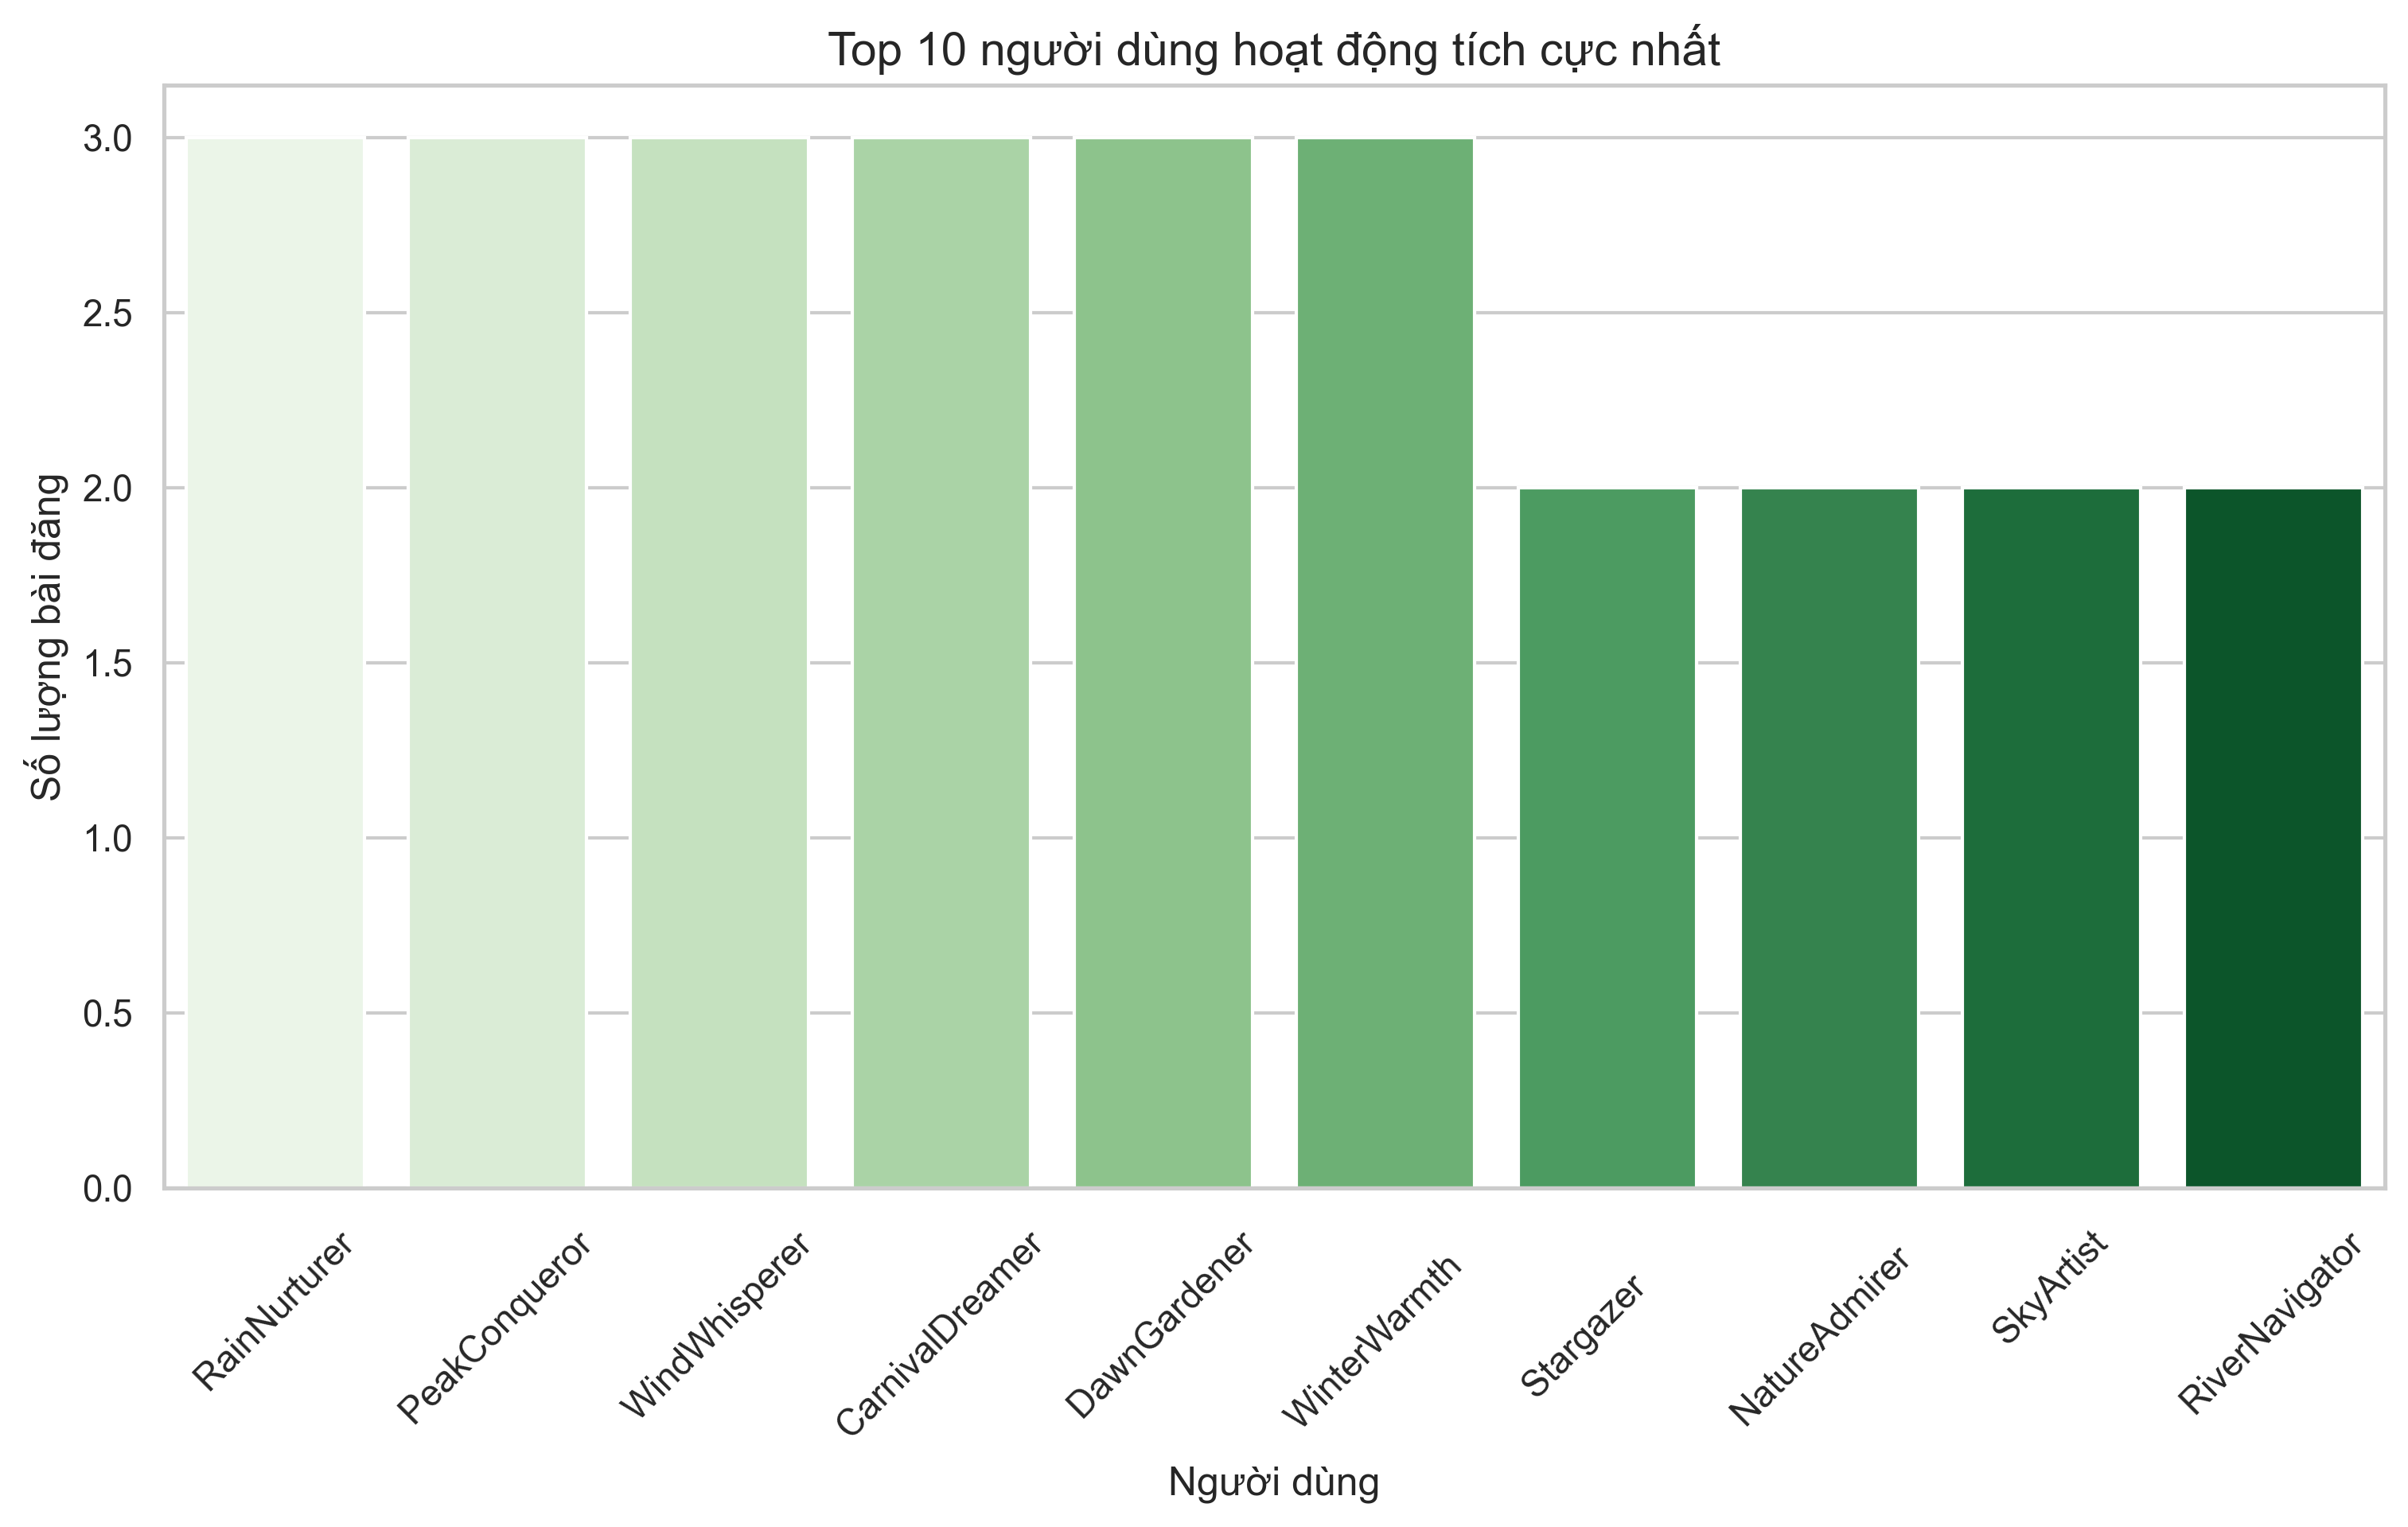 Top 10 người dùng hoạt động tích cực nhất
Số lượng bài đăng
3.0
2.5
2.0
1.5
1.0
0.5
0.0
RainNurturer
PeakConqueror
WindWhisperer
CarnivalDreamer
DawnGardener
WinterWarmth
Stargazer
NatureAdmirer
SkyArtist
RiverNavigator
Người dùng